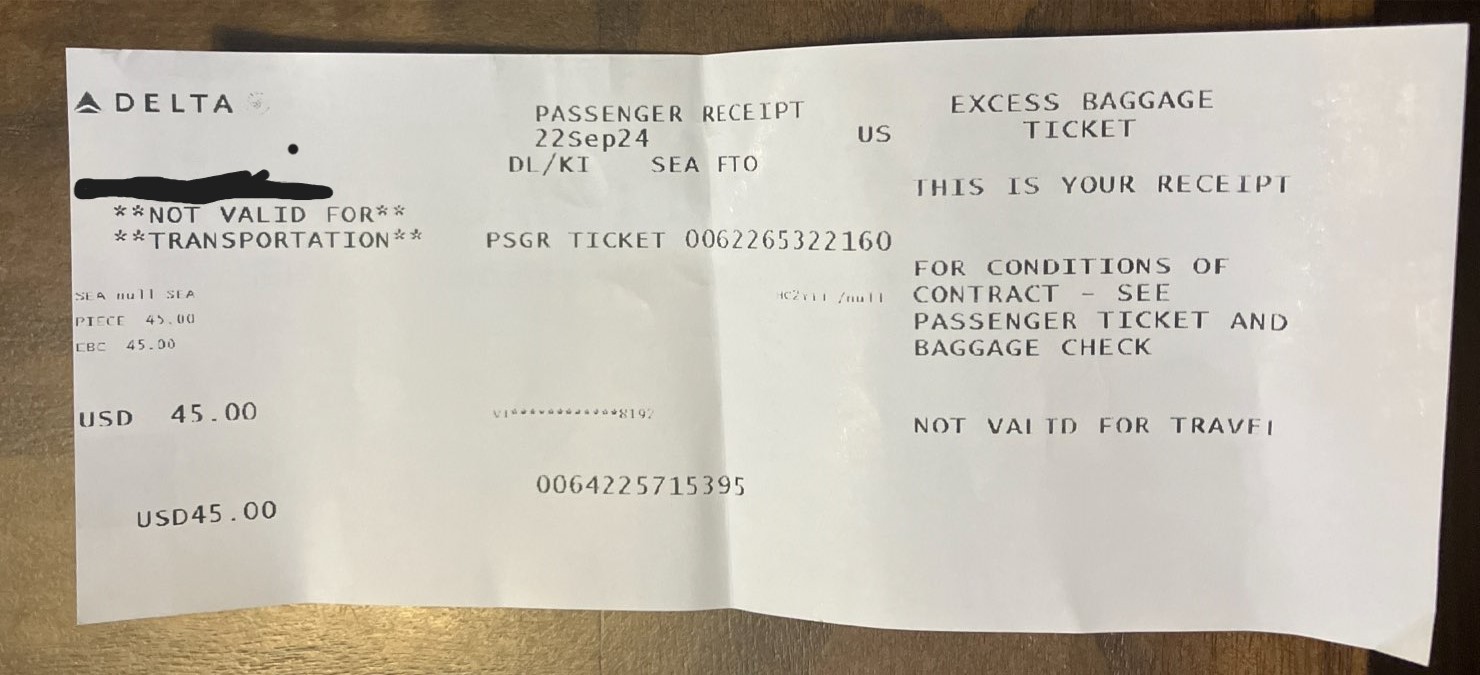 DELTA
PASSENGER RECEIPT
22Sep24
US
DL/KI SEA FTO
EXCESS BAGGAGE
TICKET
THIS IS YOUR RECEIPT
**NOT VALID FOR**
**TRANSPORTATION**
PSGR TICKET 0062265322160
SEA null SEA
/null
PIECE 45.00
EBC 45.00
FOR CONDITIONS OF
CONTRACT - SEE
PASSENGER TICKET AND
BAGGAGE CHECK
USD 45.00
VI************8192
NOT VALID FOR TRAVEL
0064225715395
USD45.00